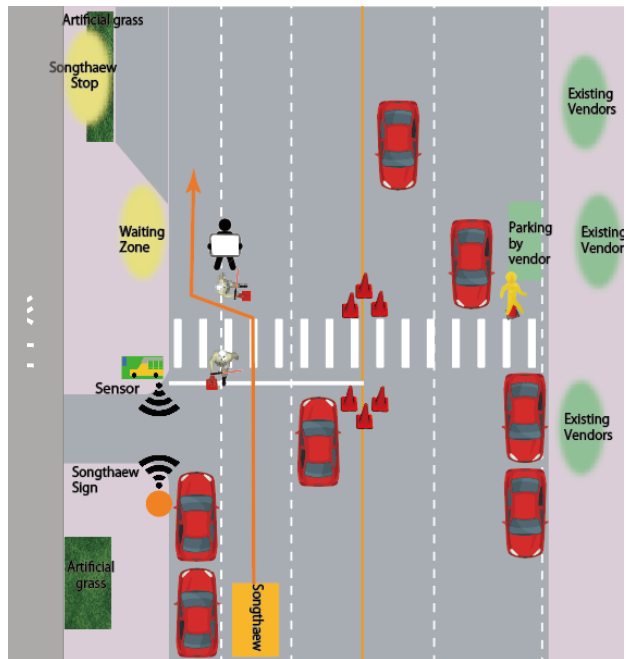 Artificial grass
Songthaew
Stop
Existing
Vendors
Waiting
Zone
Parking
by
vendor
Existing
Vendors
Sensor
Songthaew
Sign
Existing
Vendors
Artificial
grass
Songthaew